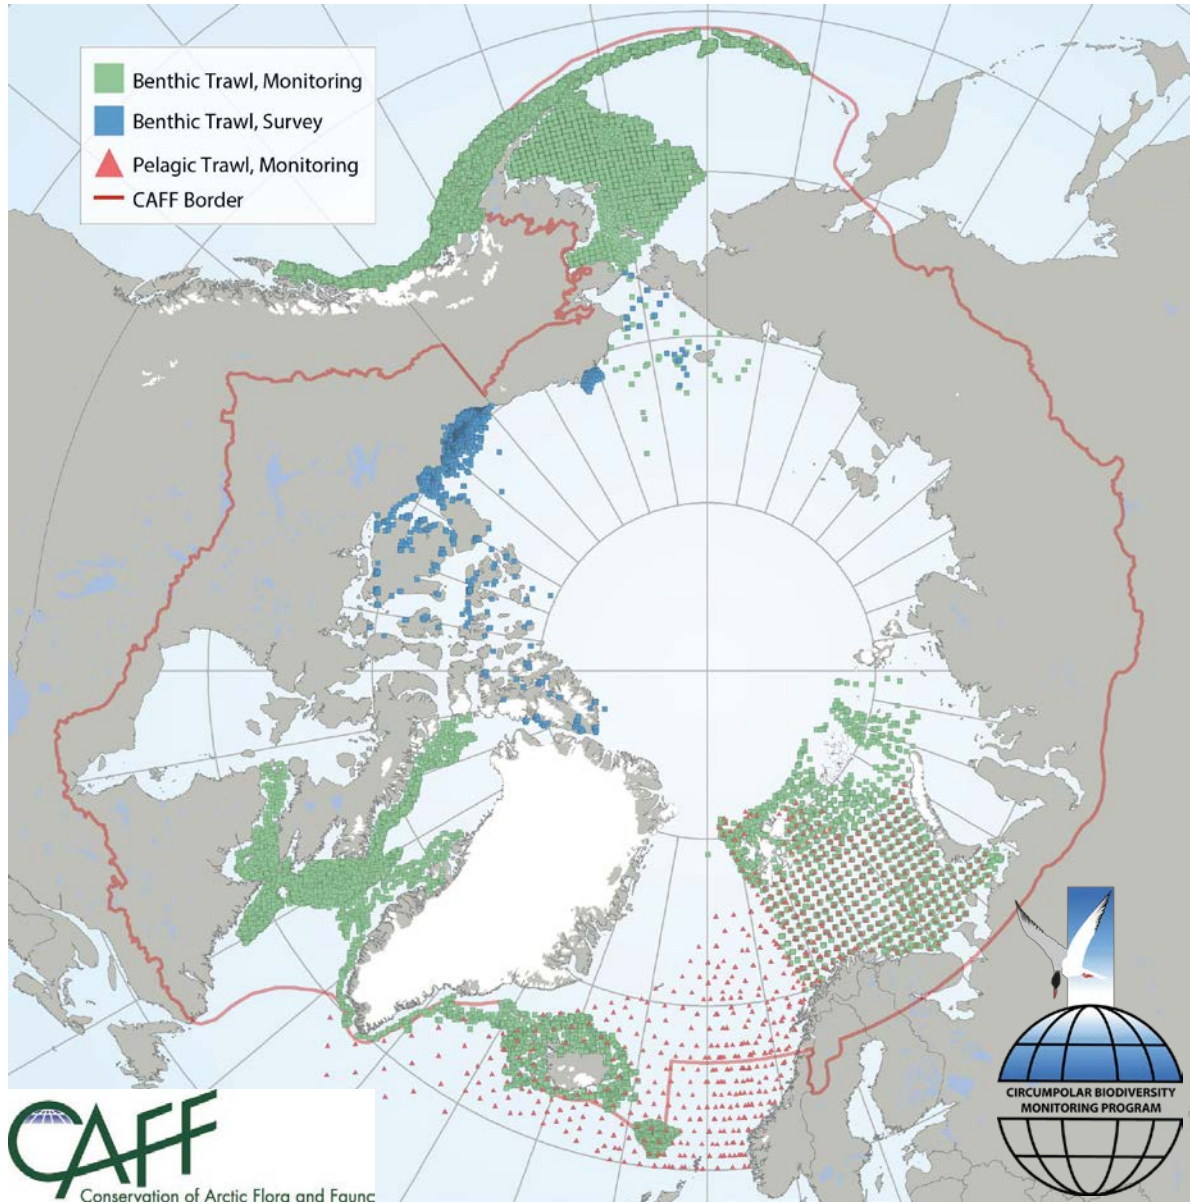 Benthic Trawl, Monitoring
Benthic Trawl, Survey
Pelagic Trawl, Monitoring
CAFF Border
CIRCUMPOLAR BIODIVERSITY
MONITORING PROGRAM
CAFF
Conservation of Arctic Flora and Faunc